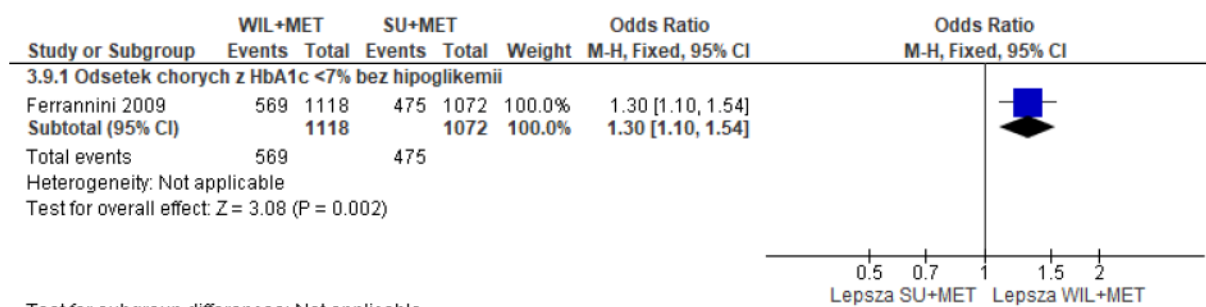 WIL+MET SU+MET Odds Ratio Odds Ratio
Study or Subgroup Events Total Events Total Weight M-H, Fixed, 95% CI M-H, Fixed, 95% CI
3.9.1 Odsetek chorych z HbA1c <7% bez hipoglikemii
Ferrannini 2009 569 1118 475 1072 100.0% 1.30 [1.10, 1.54]
Subtotal (95% CI) 1118 1072 100.0% 1.30 [1.10, 1.54]
Total events 569 475
Heterogeneity: Not applicable
Test for overall effect: Z = 3.08 (P = 0.002)
0.5 0.7 1 1.5 2
Lepsza SU+MET Lepsza WIL+MET
Test for subgroup differences: Not applicable